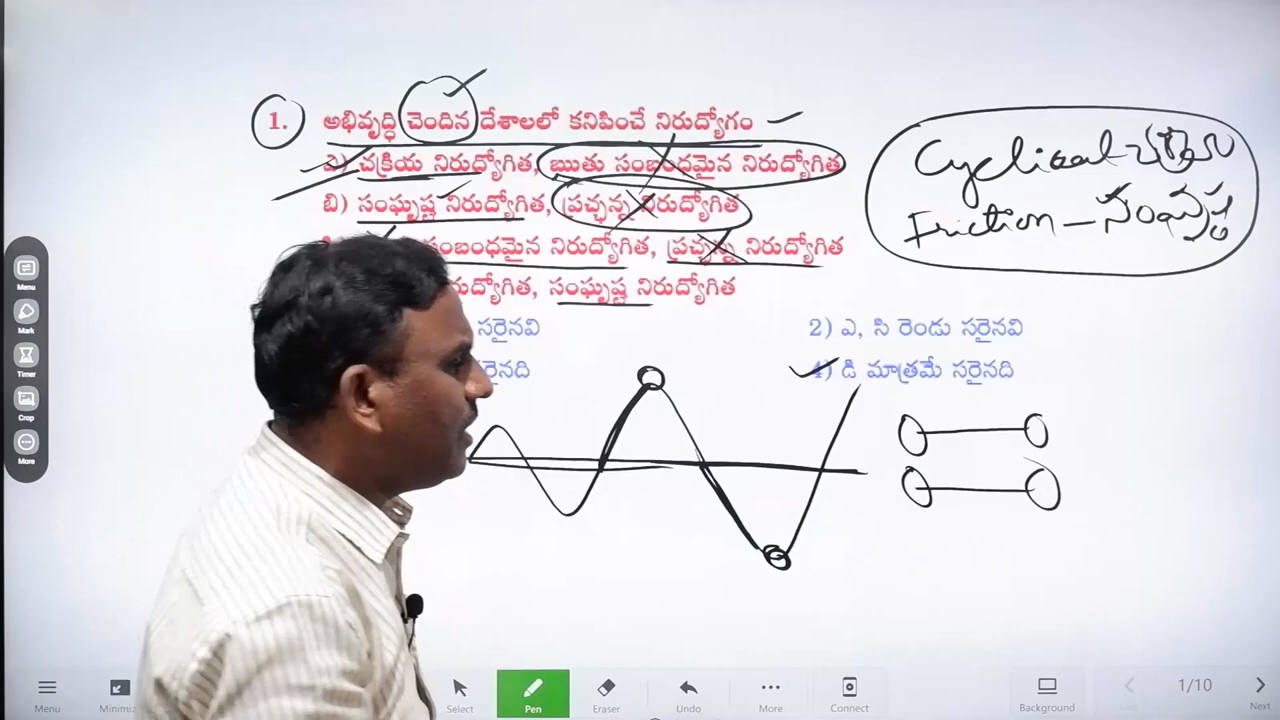 1. అభివృద్ధి చెందిన దేశాలలో కనిపించే నిరుద్యోగం
ఎ) చక్రియ నిరుద్యోగిత, ఋతు సంబంధమైన నిరుద్యోగిత
బి) సంఘృష్ట నిరుద్యోగిత, ప్రచ్ఛన్న నిరుద్యోగిత
సంబంధమైన నిరుద్యోగిత, ప్రచ్ఛన్న నిరుద్యోగిత
సంఘృష్ట నిరుద్యోగిత
సరైనవి
2) ఎ, సి రెండు సరైనవి
4) డి మాత్రమే సరైనది
Cyclical-
Friction - సంఘృష్ట
Menu
Mark
Timer
Crop
More
Menu
Select
Pen
Eraser
Undo
More
Connect
Background
1/10
Next